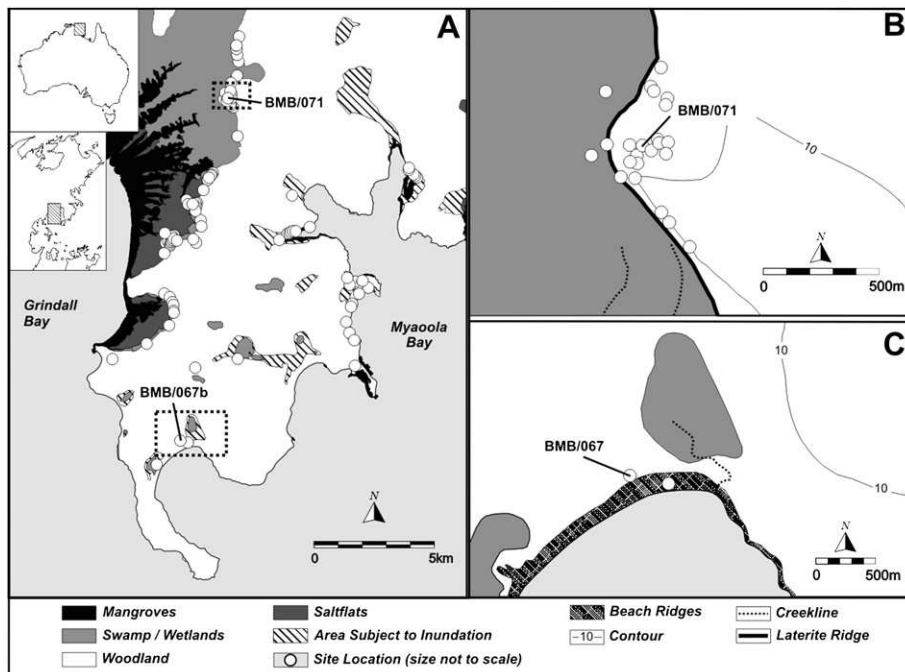 A
BMB/071
Grindall
Bay
Myaoola
Bay
BMB/067b
N
0
5km
B
BMB/071
10
N
0
500m
C
10
BMB/067
10
N
0
500m
Mangroves
Saltflats
Beach Ridges
Creekline
Swamp / Wetlands
Area Subject to Inundation
10
Contour
Laterite Ridge
Woodland
Site Location (size not to scale)